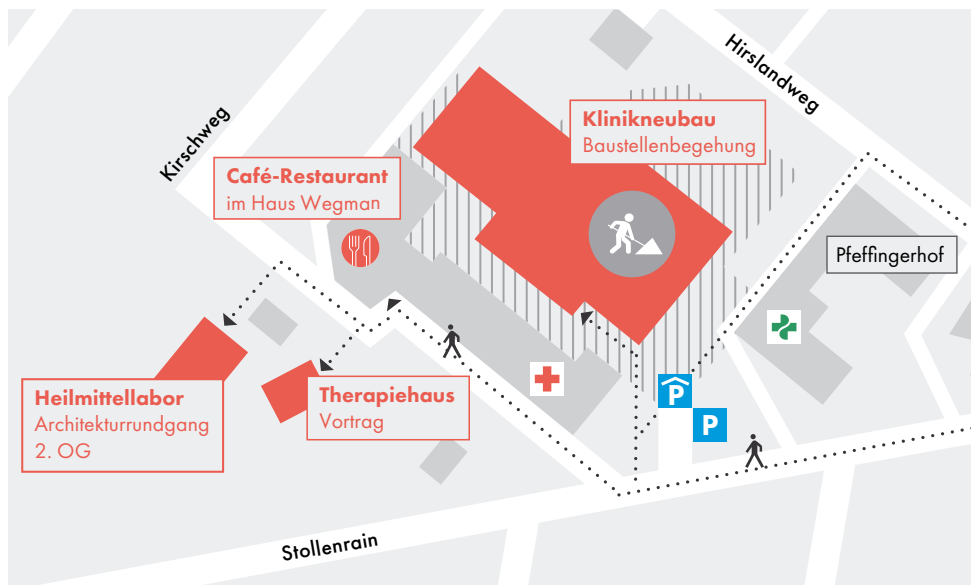 Hirslandweg
Kirschweg
Klinikneubau
Baustellenbegehung
Café-Restaurant
im Haus Wegman
Pfeffingerhof
Heilmittellabor
Architekturrundgang
2. OG
Therapiehaus
Vortrag
P
P
Stollenrain